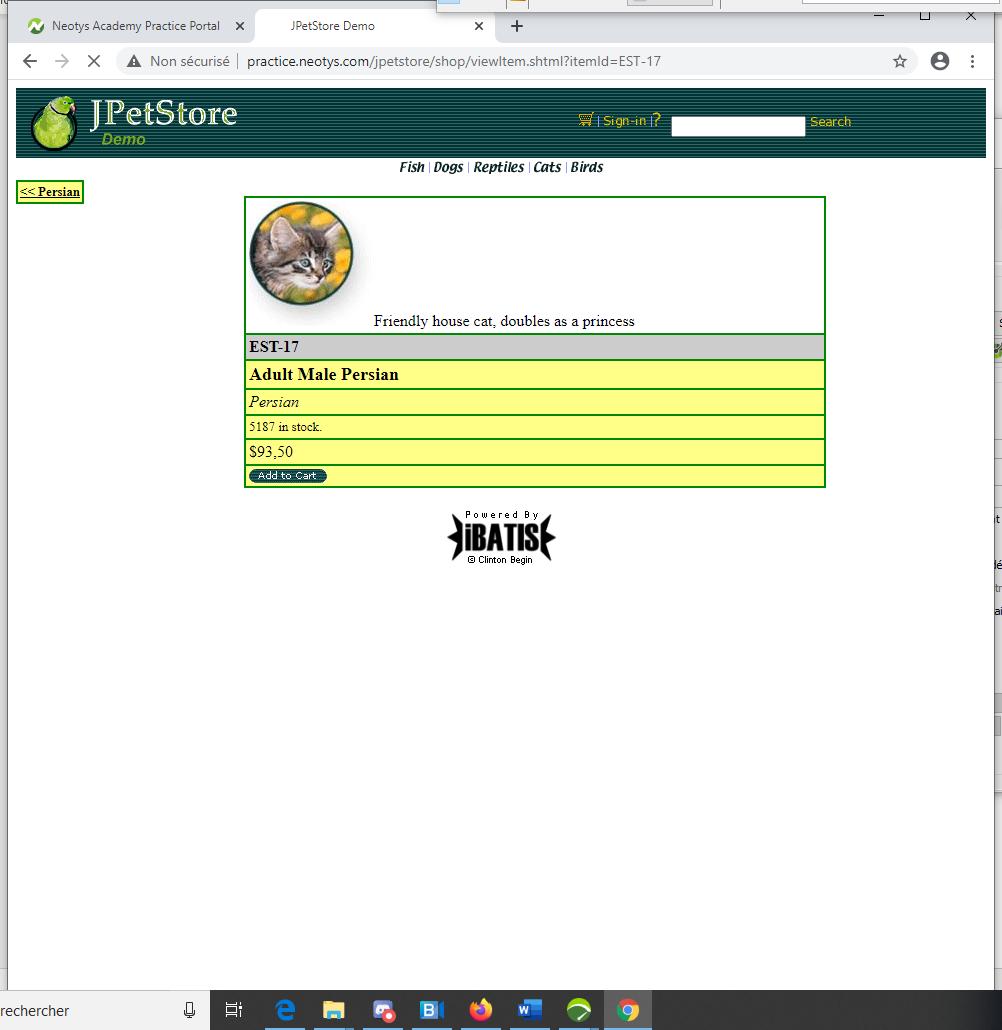 Neotys Academy Practice Portal
JPetStore Demo
Non sécurisé
practice.neotys.com/jpetstore/shop/viewItem.shtml?itemId=EST-17
JPetStore
Demo
| Sign-in |?
Search
Fish | Dogs | Reptiles | Cats | Birds
<< Persian
Friendly house cat, doubles as a princess
EST-17
Adult Male Persian
Persian
5187 in stock.
$93,50
Add to Cart
Powered By
iBATIS
© Clinton Begin
rechercher